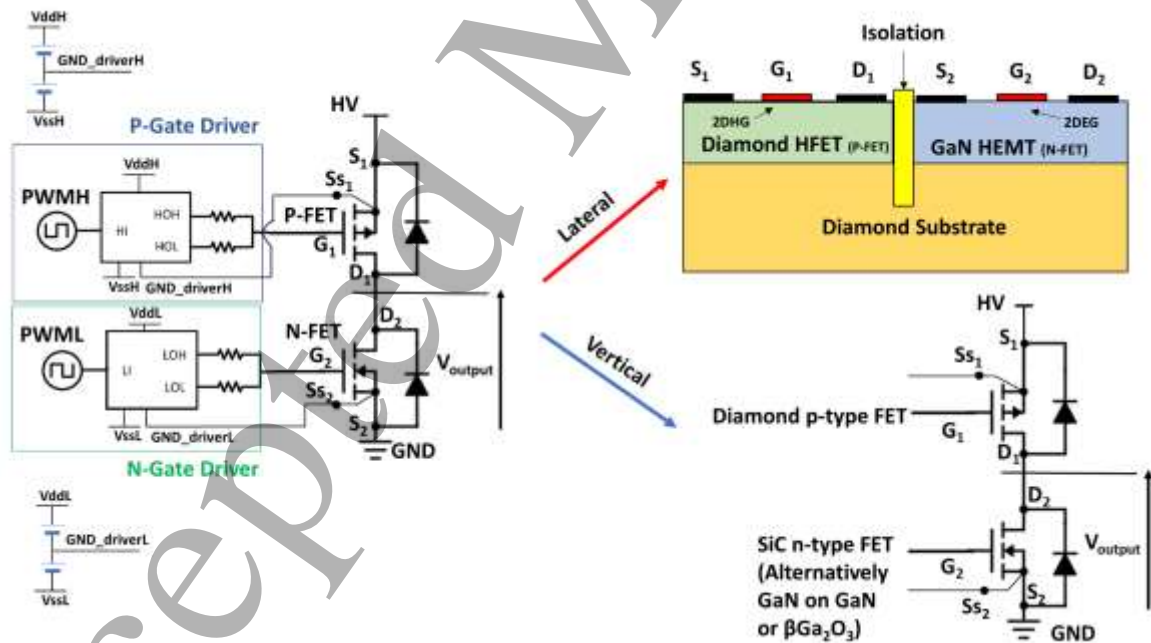 VddH
GND_driverH
VssH
P-Gate Driver
VddH
PWMH
HI
HOH
HOL
VssH
GND_driverH
HV
S1
Ss1
P-FET
G1
D1
VddL
PWML
LI
LOH
LOL
VssL
GND_driverL
N-Gate Driver
D2
N-FET
G2
Ss2
S2
GND
Voutput
VddL
GND_driverL
VssL
Lateral
Vertical
Isolation
S1 G1 D1 S2 G2 D2
2DHG
2DEG
Diamond HFET (P-FET)
GaN HEMT (N-FET)
Diamond Substrate
HV
S1
Ss1
Diamond p-type FET
G1
D1
D2
SiC n-type FET
(Alternatively
GaN on GaN
or βGa2O3)
G2
Ss2
S2
GND
Voutput
epted M